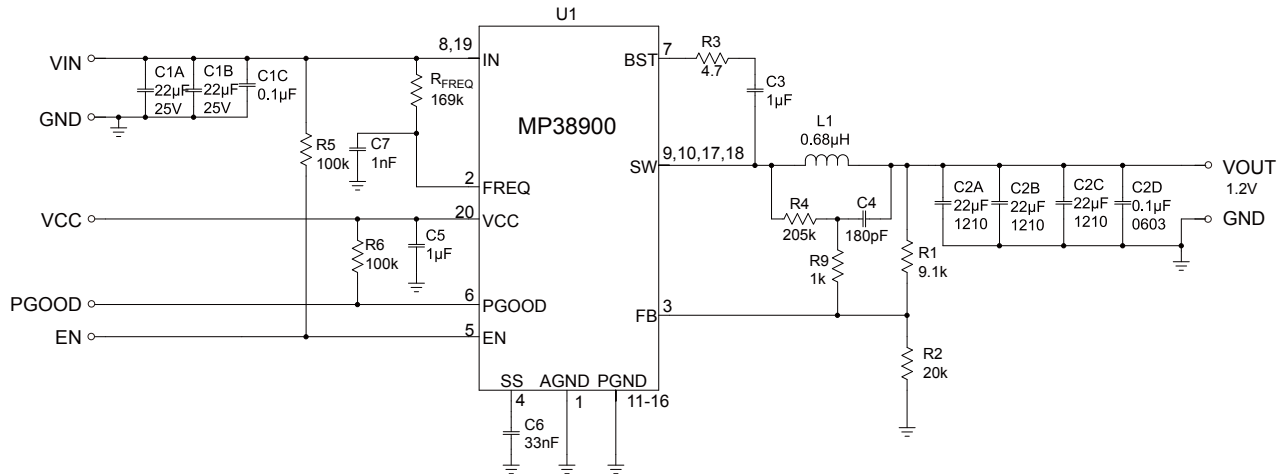 U1
MP38900
VIN
GND
C1A
22µF
25V
C1B
22µF
25V
C1C
0.1µF
8,19
IN
RFREQ
169k
C7
1nF
R5
100k
2
FREQ
VCC
20
VCC
R6
100k
C5
1µF
PGOOD
6
PGOOD
EN
5
EN
SS
4
C6
33nF
AGND
1
PGND
11-16
BST
7
R3
4.7
C3
1µF
SW
9,10,17,18
L1
0.68µH
R4
205k
C4
180pF
R9
1k
R1
9.1k
FB
3
R2
20k
C2A
22µF
1210
C2B
22µF
1210
C2C
22µF
1210
C2D
0.1µF
0603
VOUT
1.2V
GND